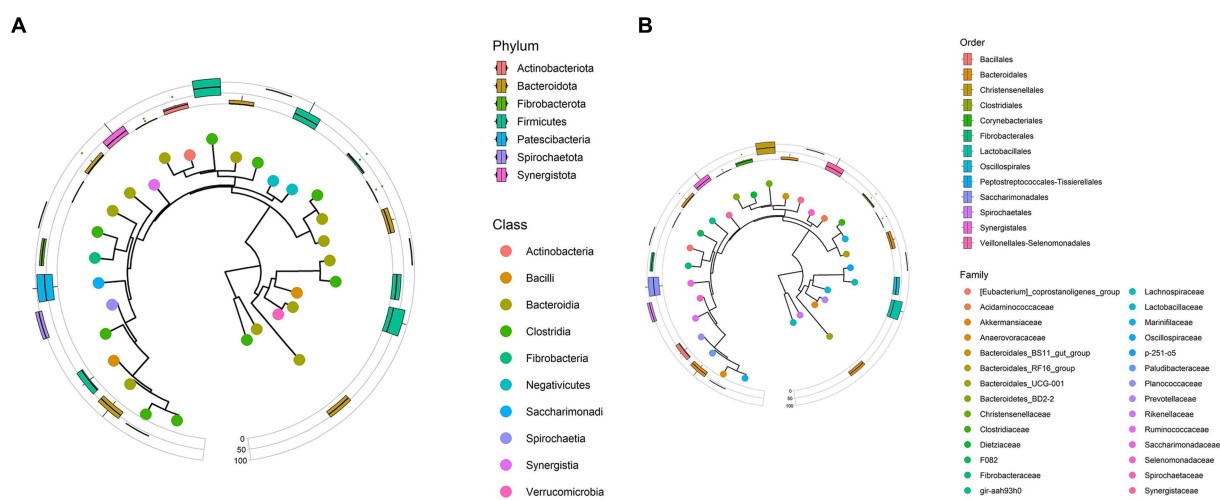 A
Phylum
Actinobacteriota
Bacteroidota
Fibrobacterota
Firmicutes
Patescibacteria
Spirochaetota
Synergistota
Class
Actinobacteria
Bacilli
Bacteroidia
Clostridia
Fibrobacteria
Negativicutes
Saccharimonadi
Spirochaetia
Synergistia
Verrucomicrobia
0
50
100
B
Order
Bacillales
Bacteroidales
Christensenellales
Clostridiales
Corynebacteriales
Fibrobacterales
Lactobacillales
Oscillospirales
Peptostreptococcales-Tissierellales
Saccharimonadales
Spirochaetales
Synergistales
Veillonellales-Selenomonadales
Family
[Eubacterium]_coprostanoligenes_group
Acidaminococcaceae
Akkermansiaceae
Anaerovoracaceae
Bacteroidales_BS11_gut_group
Bacteroidales_RF16_group
Bacteroidales_UCG-001
Bacteroidetes_BD2-2
Christensenellaceae
Clostridiaceae
Dietziaceae
F082
Fibrobacteraceae
gir-aah93h0
Lachnospiraceae
Lactobacillaceae
Marinifilaceae
Oscillospiraceae
p-251-o5
Paludibacteraceae
Planococcaceae
Prevotellaceae
Rikenellaceae
Ruminococcaceae
Saccharimonadaceae
Selenomonadaceae
Spirochaetaceae
Synergistaceae
0
50
100